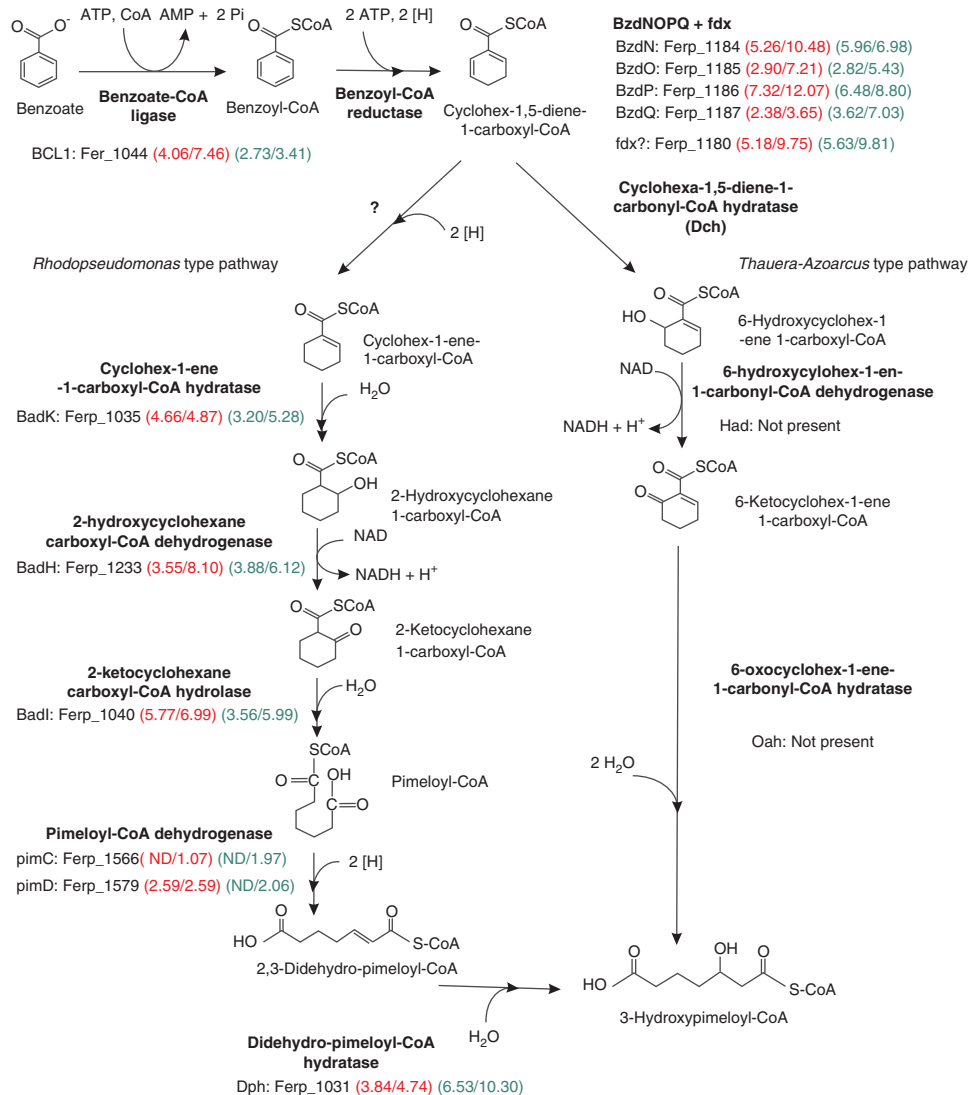 ATP, CoA
AMP + 2 Pi
Benzoate
Benzoate-CoA
ligase
BCL1: Fer_1044 (4.06/7.46) (2.73/3.41)
O
O-
O
SCoA
Benzoyl-CoA
2 ATP, 2 [H]
Benzoyl-CoA
reductase
O
SCoA
Cyclohex-1,5-diene-
1-carboxyl-CoA
BzdNOPQ + fdx
BzdN: Ferp_1184 (5.26/10.48) (5.96/6.98)
BzdO: Ferp_1185 (2.90/7.21) (2.82/5.43)
BzdP: Ferp_1186 (7.32/12.07) (6.48/8.80)
BzdQ: Ferp_1187 (2.38/3.65) (3.62/7.03)
fdx?: Ferp_1180 (5.18/9.75) (5.63/9.81)
?
2 [H]
Cyclohexa-1,5-diene-1-
carbonyl-CoA hydratase
(Dch)
Rhodopseudomonas type pathway
Thauera-Azoarcus type pathway
O
SCoA
Cyclohex-1-ene-
1-carboxyl-CoA
Cyclohex-1-ene
-1-carboxyl-CoA hydratase
BadK: Ferp_1035 (4.66/4.87) (3.20/5.28)
H2O
O
SCoA
OH
2-Hydroxycyclohexane
1-carboxyl-CoA
2-hydroxycyclohexane
carboxyl-CoA dehydrogenase
BadH: Ferp_1233 (3.55/8.10) (3.88/6.12)
NAD
NADH + H+
O
SCoA
O
2-Ketocyclohexane
1-carboxyl-CoA
2-ketocyclohexane
carboxyl-CoA hydrolase
BadI: Ferp_1040 (5.77/6.99) (3.56/5.99)
H2O
SCoA
O
C
OH
C
O
Pimeloyl-CoA
Pimeloyl-CoA dehydrogenase
pimC: Ferp_1566( ND/1.07) (ND/1.97)
pimD: Ferp_1579 (2.59/2.59) (ND/2.06)
2 [H]
O
HO
O
S-CoA
2,3-Didehydro-pimeloyl-CoA
H2O
Didehydro-pimeloyl-CoA
hydratase
Dph: Ferp_1031 (3.84/4.74) (6.53/10.30)
O
SCoA
HO
6-Hydroxycyclohex-1
-ene 1-carboxyl-CoA
NAD
NADH + H+
6-hydroxycylohex-1-en-
1-carbonyl-CoA dehydrogenase
Had: Not present
O
SCoA
O
6-Ketocyclohex-1-ene
1-carboxyl-CoA
6-oxocyclohex-1-ene-
1-carbonyl-CoA hydratase
Oah: Not present
2 H2O
O
HO
OH
O
S-CoA
3-Hydroxypimeloyl-CoA